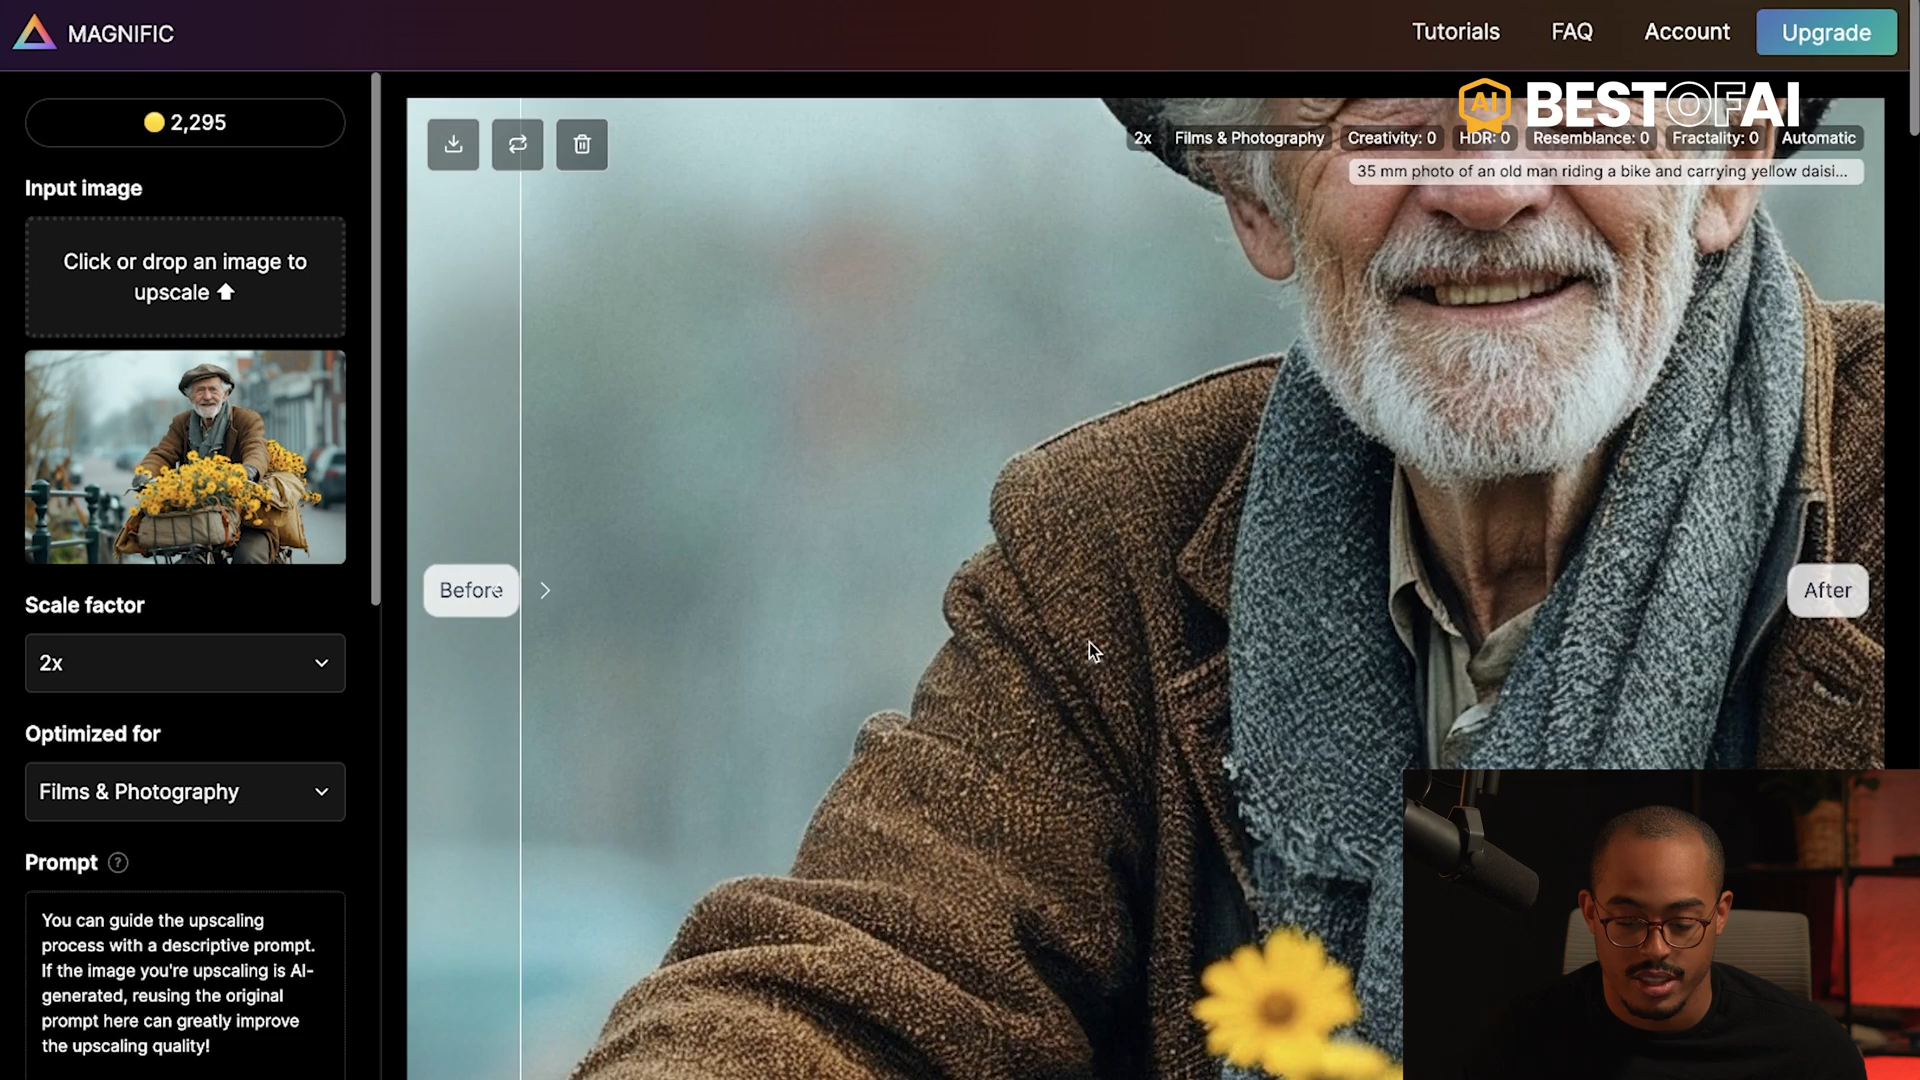 MAGNIFIC
Tutorials
FAQ
Account
Upgrade
AI BESTOFAI
2,295
Input image
Click or drop an image to
upscale
Scale factor
2x
Optimized for
Films & Photography
Prompt ?
You can guide the upscaling
process with a descriptive prompt.
If the image you're upscaling is AI-
generated, reusing the original
prompt here can greatly improve
the upscaling quality!
2x Films & Photography Creativity: 0 HDR: 0 Resemblance: 0 Fractality: 0 Automatic
35 mm photo of an old man riding a bike and carrying yellow daisi...
Before
After